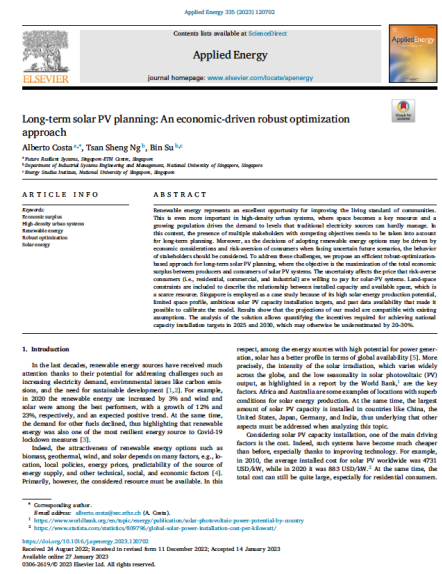 Applied Energy 335 (2023) 120702
Contents lists available at ScienceDirect
Applied Energy
journal homepage: www.elsevier.com/locate/apenergy
ELSEVIER
AppliedEnergy
Long-term solar PV planning: An economic-driven robust optimization
approach
Alberto Costa a,*, Tsan Sheng Ng b, Bin Su b,c
a Future Resilient Systems, Singapore-ETH Centre, Singapore
b Department of Industrial Systems Engineering and Management, National University of Singapore, Singapore
c Energy Studies Institute, National University of Singapore, Singapore
ARTICLE INFO
Keywords:
Economic surplus
High-density urban systems
Renewable energy
Robust optimization
Solar energy
ABSTRACT
Renewable energy represents an excellent opportunity for improving the living standard of communities.
This is even more important in high-density urban systems, where space becomes a key resource and a
growing population drives the demand to levels that traditional electricity sources can hardly manage. In
this context, the presence of multiple stakeholders with competing objectives needs to be taken into account
for long-term planning. Moreover, as the decisions of adopting renewable energy options may be driven by
economic considerations and risk-aversion of consumers when facing uncertain future scenarios, the behavior
of stakeholders should be considered. To address these challenges, we propose an efficient robust optimization-
based approach for long-term solar PV planning, where the objective is the maximization of the total economic
surplus between producers and consumers of solar PV systems. The uncertainty affects the price that risk-averse
consumers (i.e., residential, commercial, and industrial) are willing to pay for solar-PV systems. Land-space
constraints are included to describe the relationship between installed capacity and available space, which is
a scarce resource. Singapore is employed as a case study because of its high solar energy production potential,
limited space profile, ambitious solar PV capacity installation targets, and past data availability that made it
possible to calibrate the model. Results show that the projections of our model are compatible with existing
assumptions. The analysis of the solution allows quantifying the incentives required for achieving national
capacity installation targets in 2025 and 2030, which may otherwise be underestimated by 20-30%.
1. Introduction
In the last decades, renewable energy sources have received much
attention thanks to their potential for addressing challenges such as
increasing electricity demand, environmental issues like carbon emis-
sions, and the need for sustainable development [1,2]. For example,
in 2020 the renewable energy use increased by 3% and wind and
solar were among the best performers, with a growth of 12% and
23%, respectively, and an expected positive trend. At the same time,
the demand for other fuels declined, thus highlighting that renewable
energy was also one of the most resilient energy source to Covid-19
lockdown measures [3].
Indeed, the attractiveness of renewable energy options such as
biomass, geothermal, wind, and solar depends on many factors, e.g., lo-
cation, local policies, energy prices, predictability of the source of
energy supply, and other technical, social, and economic factors [4].
Primarily, however, the considered resource must be available. In this
respect, among the energy sources with high potential for power gener-
ation, solar has a better profile in terms of global availability [5]. More
precisely, the intensity of the solar irradiation, which varies widely
across the globe, and the low seasonality in solar photovoltaic (PV)
output, as highlighted in a report by the World Bank,1 are the key
factors. Africa and Australia are some examples of locations with superb
conditions for solar energy production. At the same time, the largest
amount of solar PV capacity is installed in countries like China, the
United States, Japan, Germany, and India, thus underlining that other
aspects must be addressed when analyzing this topic.
Considering solar PV capacity installation, one of the main driving
factors is the cost. Indeed, such systems have become much cheaper
than before, especially thanks to improving technology. For example,
in 2010, the average installed cost for solar PV worldwide was 4731
USD/kW, while in 2020 it was 883 USD/kW.2 At the same time, the
total cost can still be quite large, especially for residential consumers.
* Corresponding author.
E-mail address: alberto.costa@sec.ethz.ch (A. Costa).
1 https://www.worldbank.org/en/topic/energy/publication/solar-photovoltaic-power-potential-by-country
2 https://www.statista.com/statistics/809796/global-solar-power-installation-cost-per-kilowatt/
https://doi.org/10.1016/j.apenergy.2023.120702
Received 24 August 2022; Received in revised form 11 December 2022; Accepted 14 January 2023
Available online 27 January 2023
0306-2619/© 2023 Elsevier Ltd. All rights reserved.